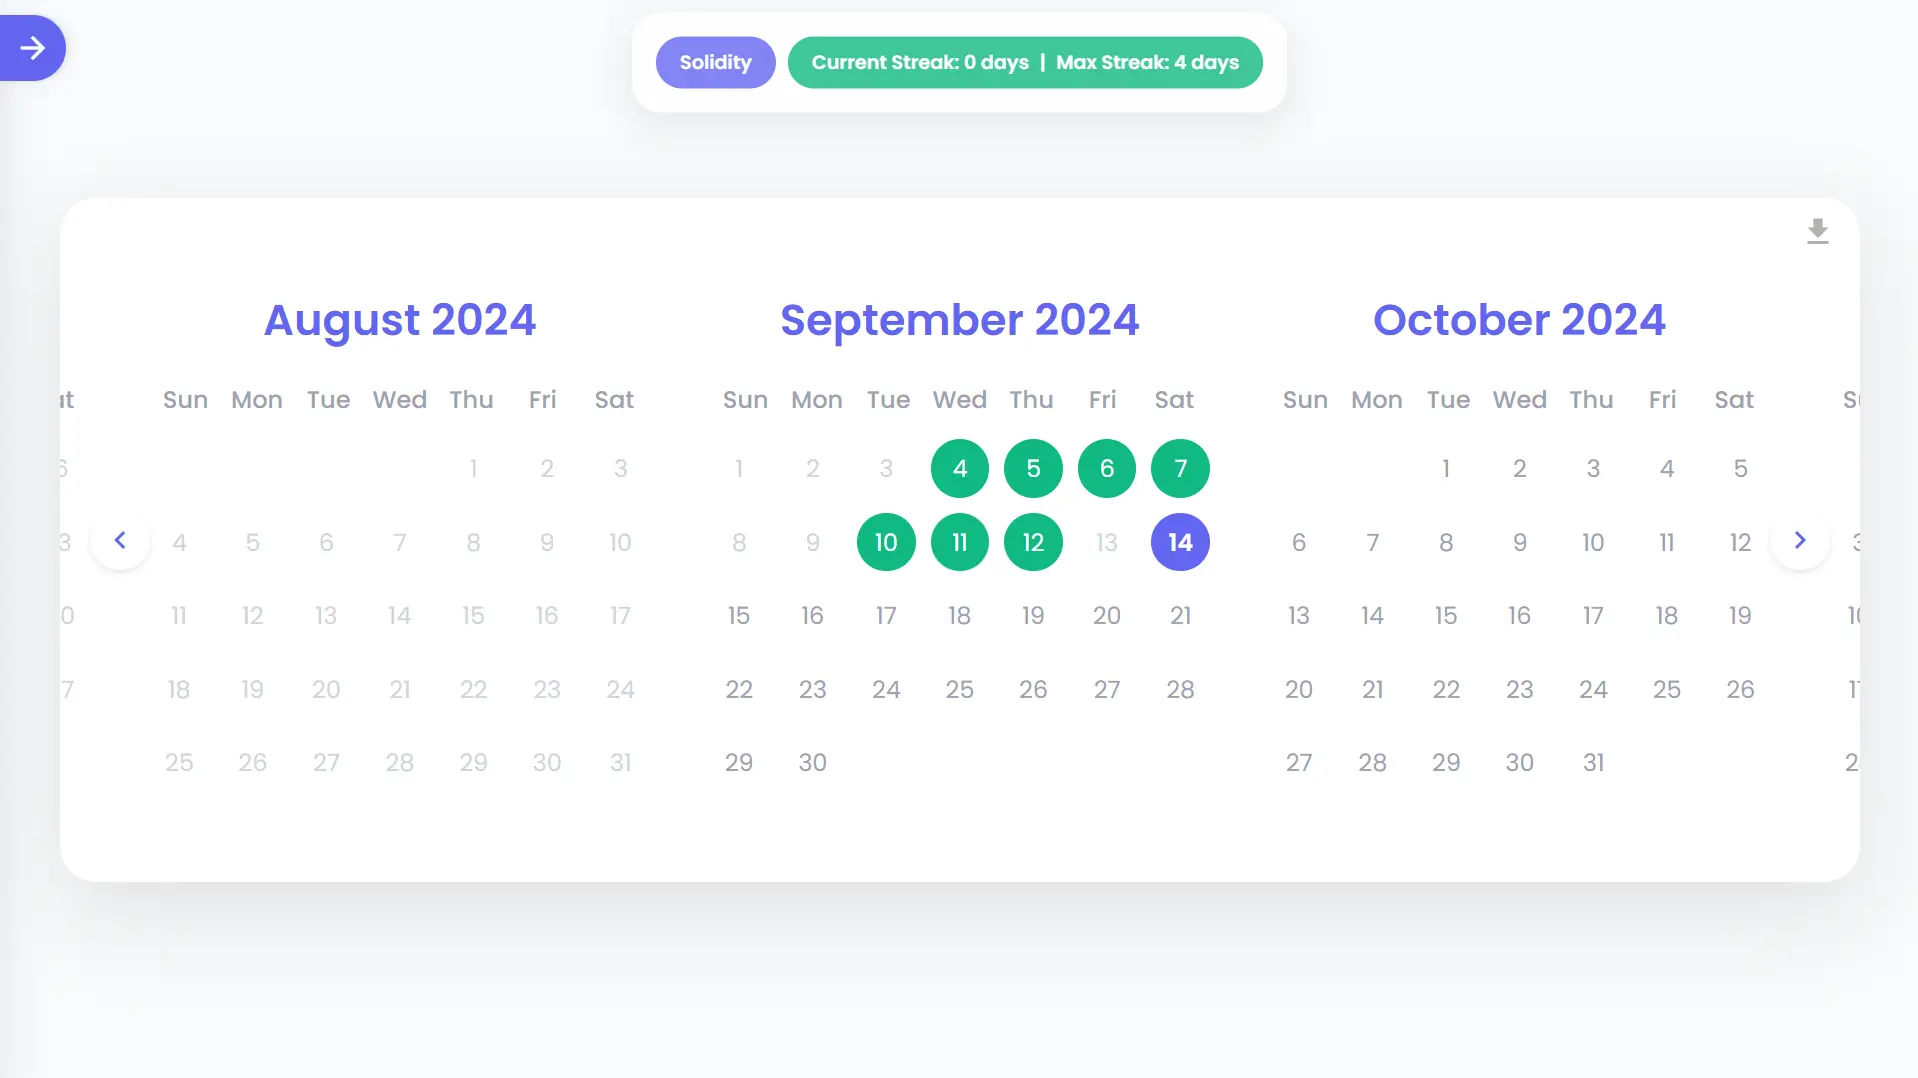 Solidity
Current Streak: 0 days | Max Streak: 4 days
August 2024
Sun Mon Tue Wed Thu Fri Sat
1 2 3
4 5 6 7 8 9 10
11 12 13 14 15 16 17
18 19 20 21 22 23 24
25 26 27 28 29 30 31
September 2024
Sun Mon Tue Wed Thu Fri Sat
1 2 3 4 5 6 7
8 9 10 11 12 13 14
15 16 17 18 19 20 21
22 23 24 25 26 27 28
29 30
October 2024
Sun Mon Tue Wed Thu Fri Sat
1 2 3 4 5
6 7 8 9 10 11 12
13 14 15 16 17 18 19
20 21 22 23 24 25 26
27 28 29 30 31